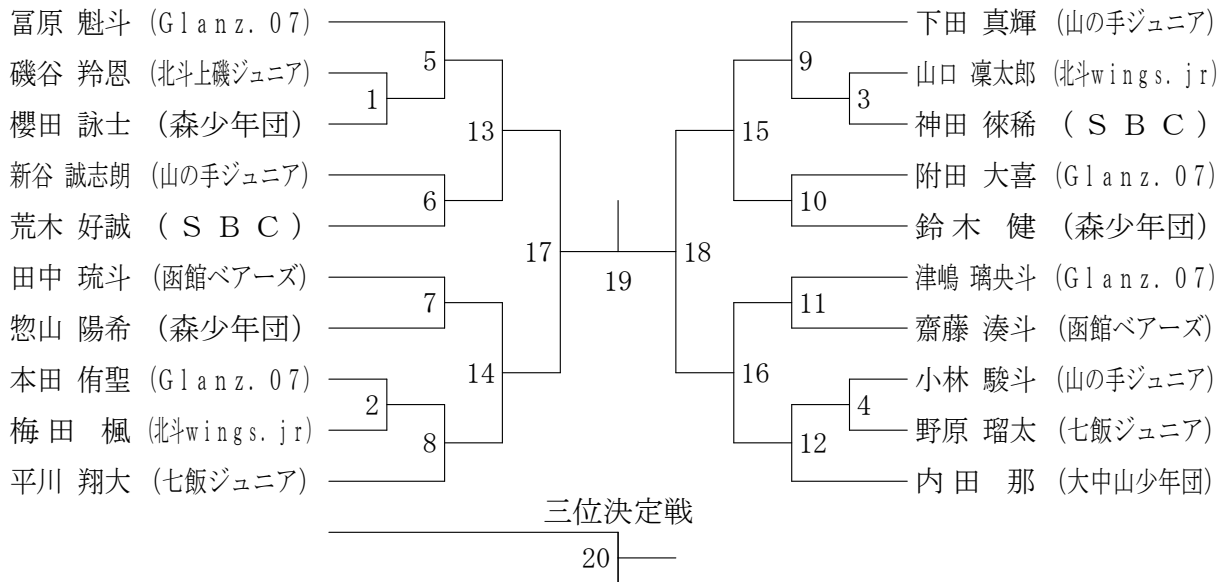 冨原 魁斗 (Glanz.07)
磯谷 羚恩 (北斗上磯ジュニア)
櫻田 詠士 (森少年団)
新谷 誠志朗 (山の手ジュニア)
荒木 好誠 (ＳＢＣ)
田中 琉斗 (函館ベアーズ)
惣山 陽希 (森少年団)
本田 侑聖 (Glanz.07)
梅田 楓 (北斗wings.jr)
平川 翔大 (七飯ジュニア)
1
2
5
6
7
8
13
14
17
19
18
15
16
9
10
11
12
3
4
下田 真輝 (山の手ジュニア)
山口 凜太郎 (北斗wings.jr)
神田 徠稀 (ＳＢＣ)
附田 大喜 (Glanz.07)
鈴木 健 (森少年団)
津嶋 璃央斗 (Glanz.07)
齋藤 湊斗 (函館ベアーズ)
小林 駿斗 (山の手ジュニア)
野原 瑠太 (七飯ジュニア)
内田 那 (大中山少年団)
三位決定戦
20